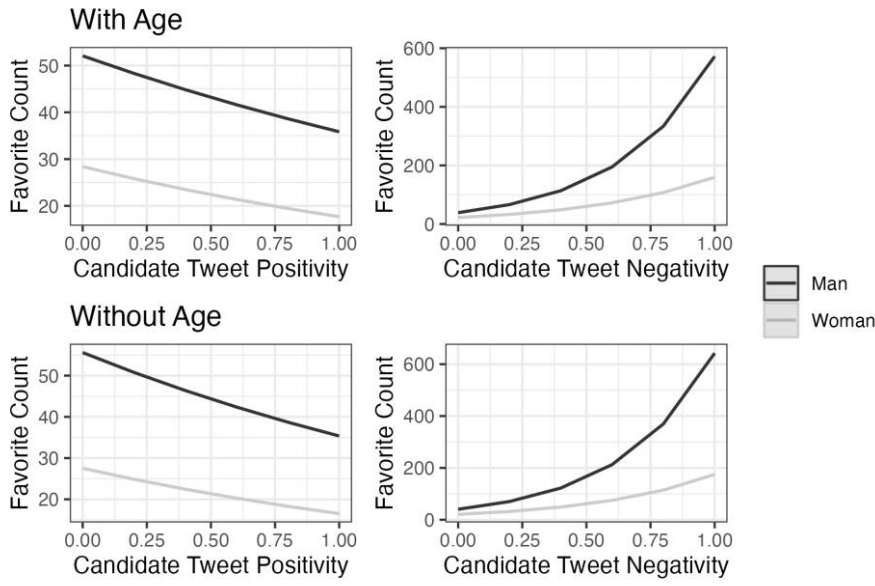 With Age
Favorite Count
50
40
30
20
0.00 0.25 0.50 0.75 1.00
Candidate Tweet Positivity
Favorite Count
600
400
200
0
0.00 0.25 0.50 0.75 1.00
Candidate Tweet Negativity
Man
Woman
Without Age
Favorite Count
50
40
30
20
0.00 0.25 0.50 0.75 1.00
Candidate Tweet Positivity
Favorite Count
600
400
200
0
0.00 0.25 0.50 0.75 1.00
Candidate Tweet Negativity